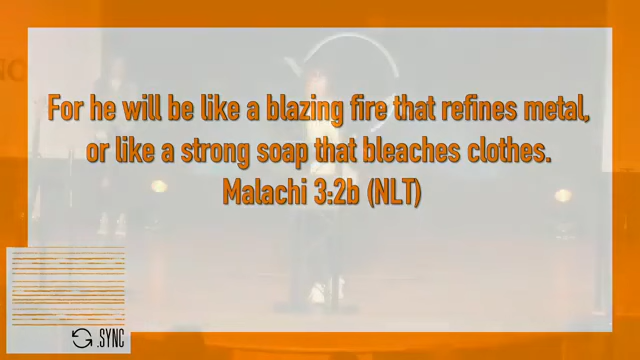 For he will be like a blazing fire that refines metal,
or like a strong soap that bleaches clothes.
Malachi 3:2b (NLT)
.SYNC